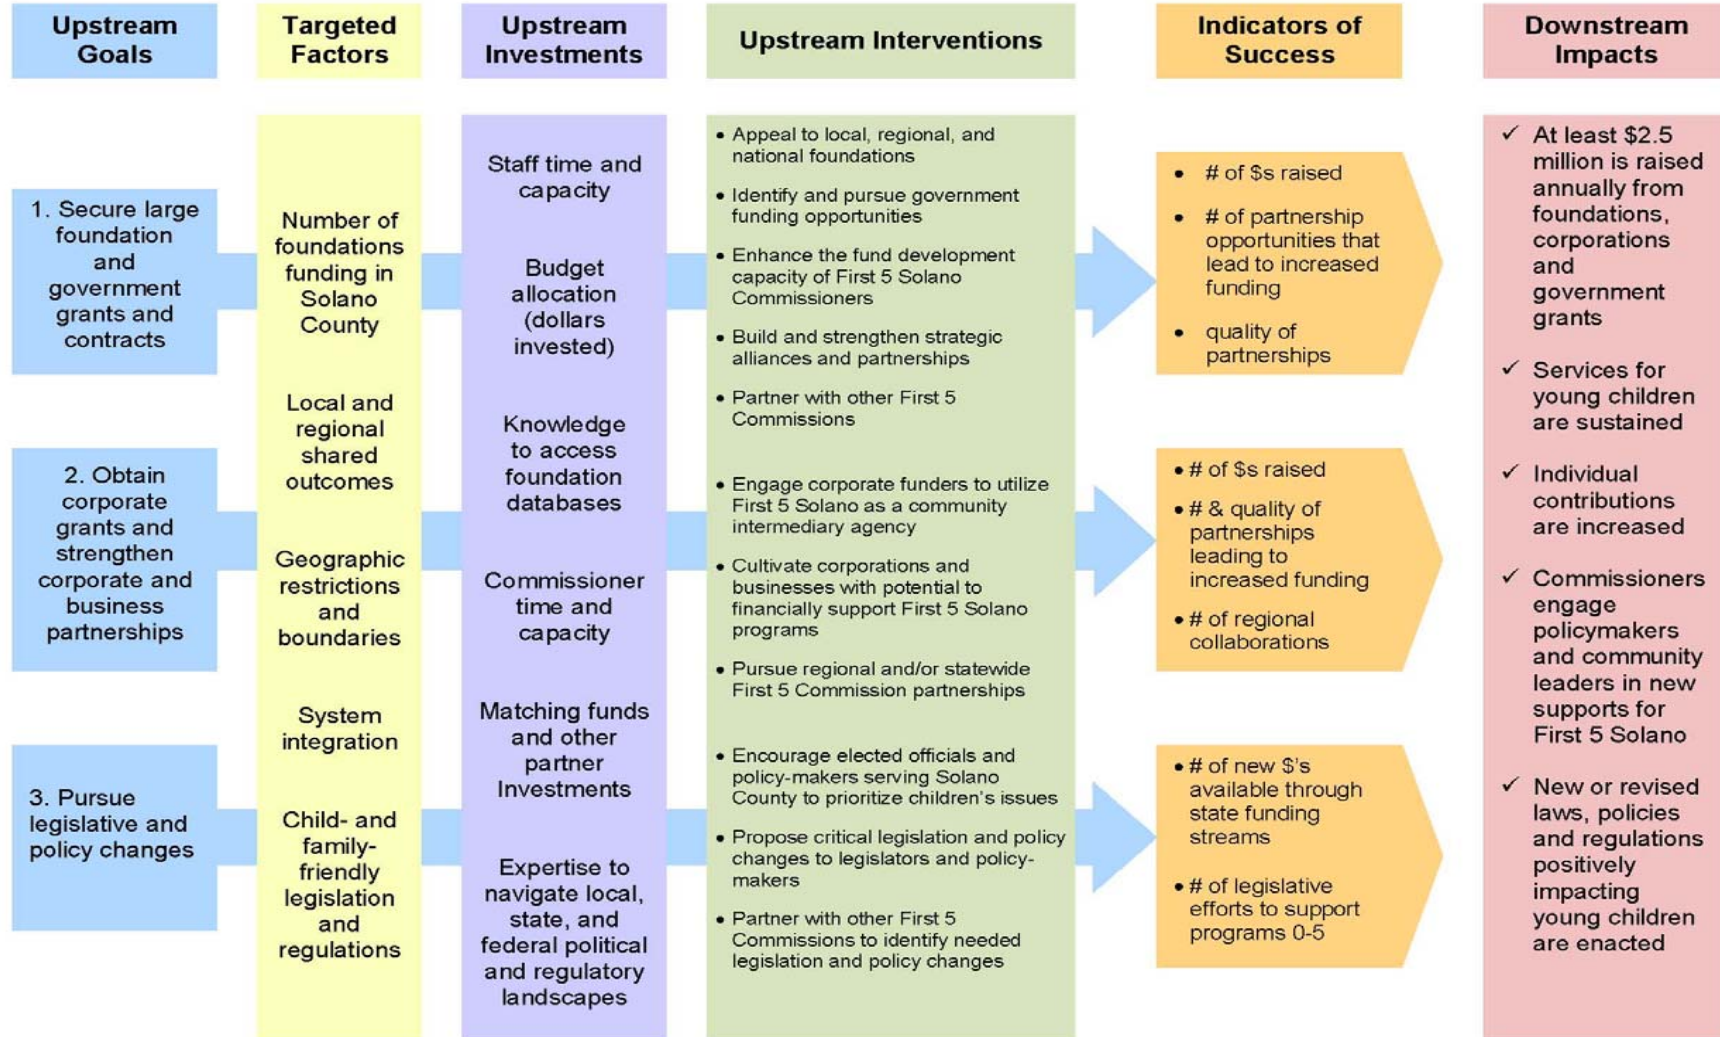 Upstream
Goals
Targeted
Factors
Upstream
Investments
Upstream Interventions
Indicators of
Success
Downstream
Impacts
1. Secure large
foundation
and
government
grants and
contracts
2. Obtain
corporate
grants and
strengthen
corporate and
business
partnerships
3. Pursue
legislative and
policy changes
Number of
foundations
funding in
Solano
County
Local and
regional
shared
outcomes
Geographic
restrictions
and
boundaries
System
integration
Child- and
family-
friendly
legislation
and
regulations
Staff time and
capacity
Budget
allocation
(dollars
invested)
Knowledge
to access
foundation
databases
Commissioner
time and
capacity
Matching funds
and other
partner
Investments
Expertise to
navigate local,
state, and
federal political
and regulatory
landscapes
• Appeal to local, regional, and
national foundations
• Identify and pursue government
funding opportunities
• Enhance the fund development
capacity of First 5 Solano
Commissioners
• Build and strengthen strategic
alliances and partnerships
• Partner with other First 5
Commissions
• Engage corporate funders to utilize
First 5 Solano as a community
intermediary agency
• Cultivate corporations and
businesses with potential to
financially support First 5 Solano
programs
• Pursue regional and/or statewide
First 5 Commission partnerships
• Encourage elected officials and
policy-makers serving Solano
County to prioritize children's issues
• Propose critical legislation and policy
changes to legislators and policy-
makers
• Partner with other First 5
Commissions to identify needed
legislation and policy changes
• # of $s raised
• # of partnership
opportunities that
lead to increased
funding
• quality of
partnerships
• # of $s raised
• # & quality of
partnerships
leading to
increased funding
• # of regional
collaborations
• # of new $'s
available through
state funding
streams
• # of legislative
efforts to support
programs 0-5
✓ At least $2.5
million is raised
annually from
foundations,
corporations
and
government
grants
✓ Services for
young children
are sustained
✓ Individual
contributions
are increased
✓ Commissioners
engage
policymakers
and community
leaders in new
supports for
First 5 Solano
✓ New or revised
laws, policies
and regulations
positively
impacting
young children
are enacted